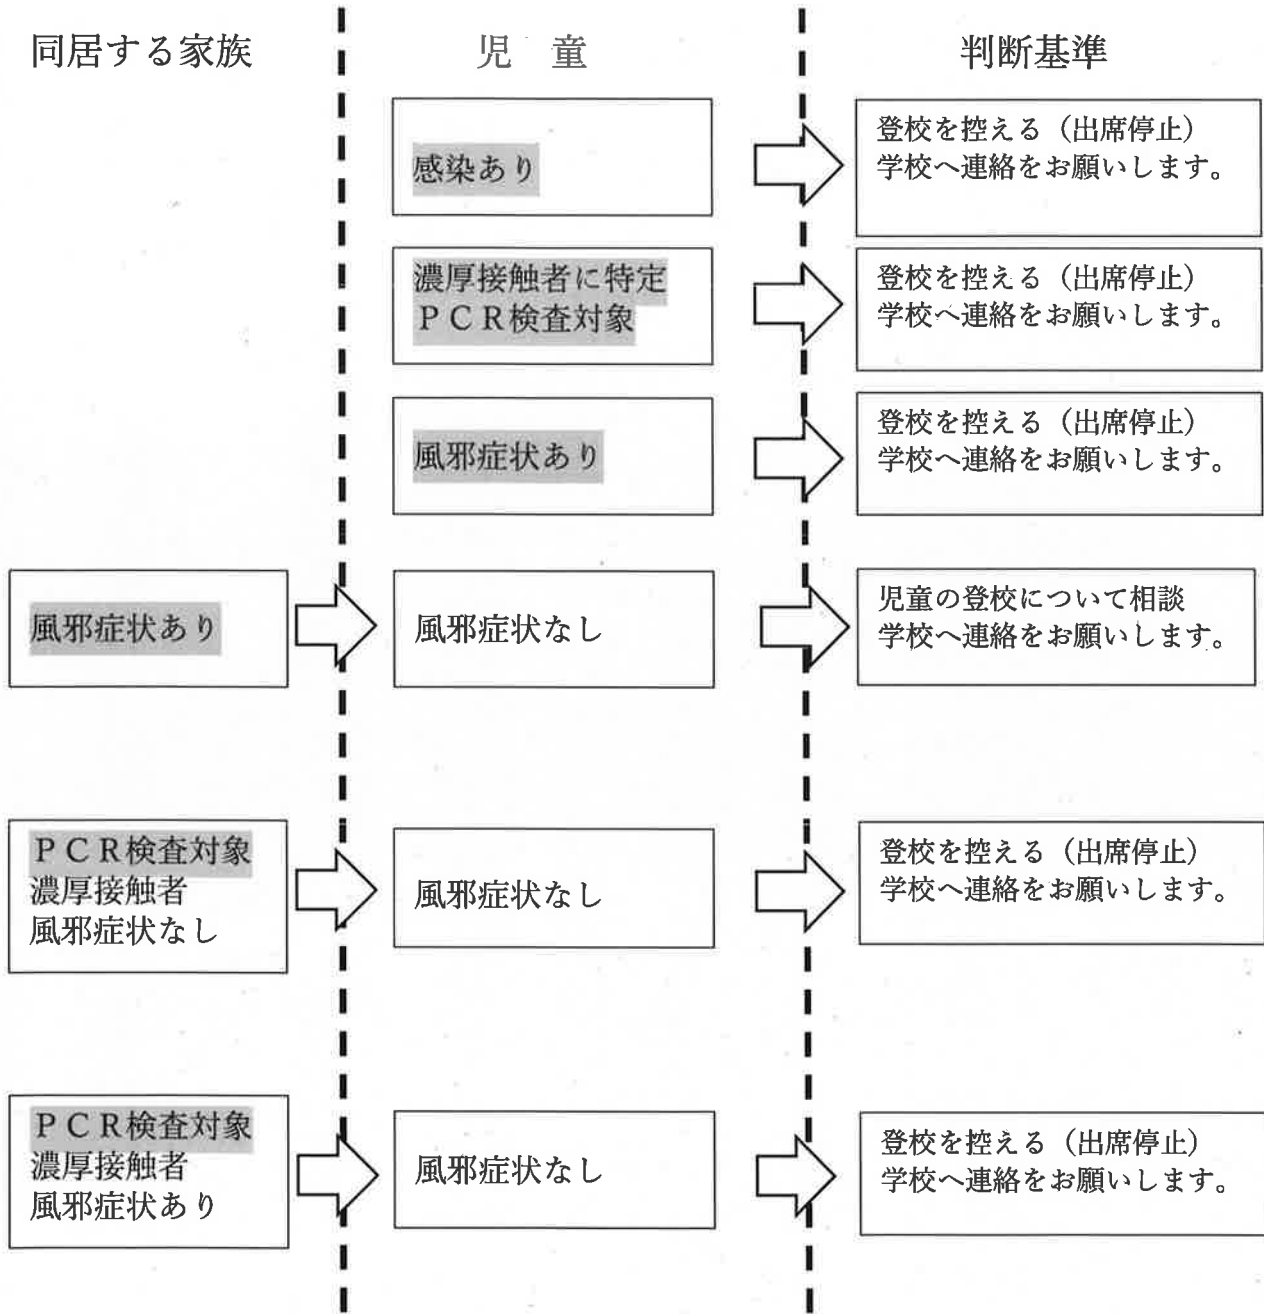 同居する家族
児　童
判断基準
感染あり
登校を控える（出席停止）
学校へ連絡をお願いします。
濃厚接触者に特定
ＰＣＲ検査対象
登校を控える（出席停止）
学校へ連絡をお願いします。
風邪症状あり
登校を控える（出席停止）
学校へ連絡をお願いします。
風邪症状あり
風邪症状なし
児童の登校について相談
学校へ連絡をお願いします。
ＰＣＲ検査対象
濃厚接触者
風邪症状なし
風邪症状なし
登校を控える（出席停止）
学校へ連絡をお願いします。
ＰＣＲ検査対象
濃厚接触者
風邪症状あり
風邪症状なし
登校を控える（出席停止）
学校へ連絡をお願いします。